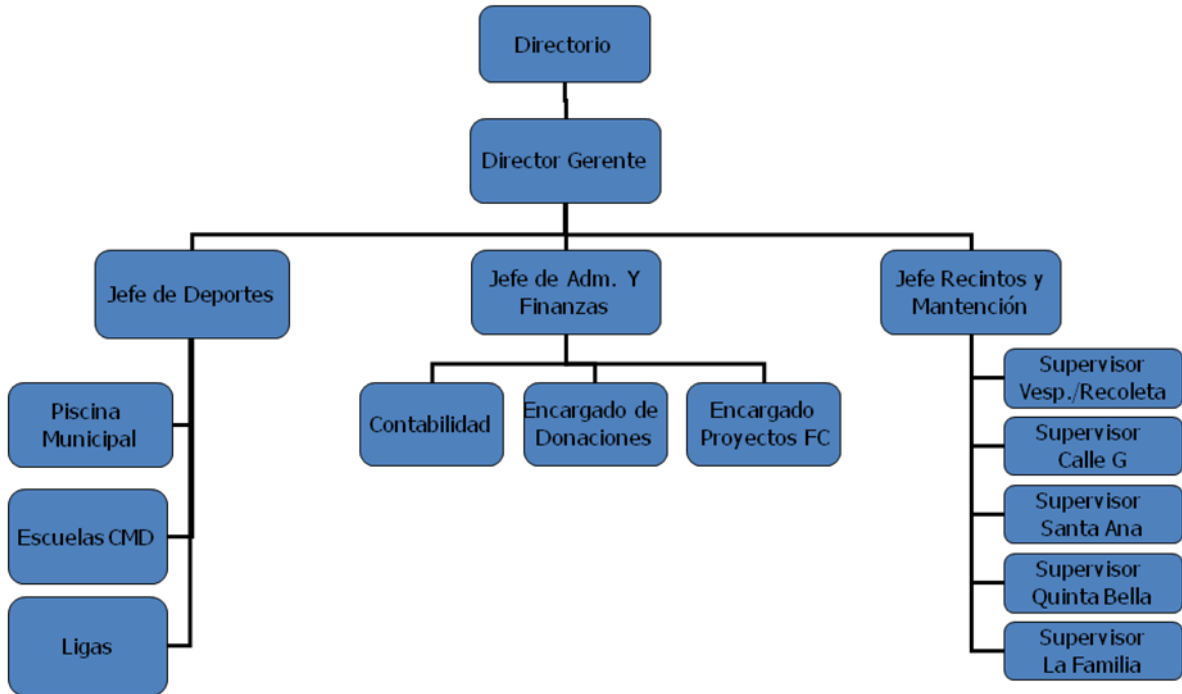 Directorio
Director Gerente
Jefe de Deportes
Jefe de Adm. Y
Finanzas
Jefe Recintos y
Mantención
Piscina
Municipal
Escuelas CMD
Ligas
Contabilidad
Encargado de
Donaciones
Encargado
Proyectos FC
Supervisor
Vesp./Recoleta
Supervisor
Calle G
Supervisor
Santa Ana
Supervisor
Quinta Bella
Supervisor
La Familia